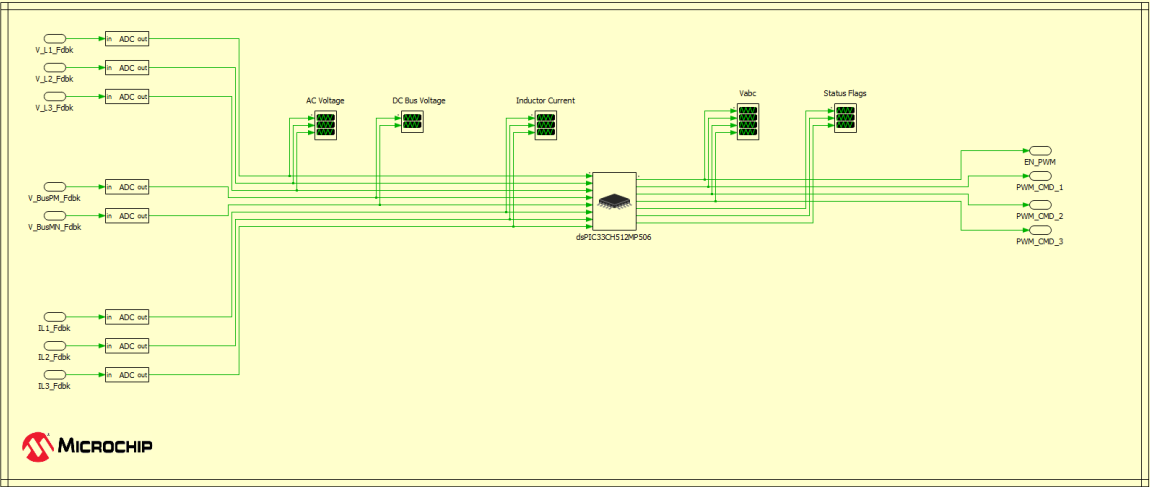 V_L1_Fdbk
in ADC out
V_L2_Fdbk
in ADC out
V_L3_Fdbk
in ADC out
AC Voltage
DC Bus Voltage
Inductor Current
Vabc
Status Flags
V_BusPM_Fdbk
in ADC out
V_BusMN_Fdbk
in ADC out
dsPIC33CH512MP506
EN_PWM
PWM_CMD_1
PWM_CMD_2
PWM_CMD_3
IL1_Fdbk
in ADC out
IL2_Fdbk
in ADC out
IL3_Fdbk
in ADC out
MICROCHIP